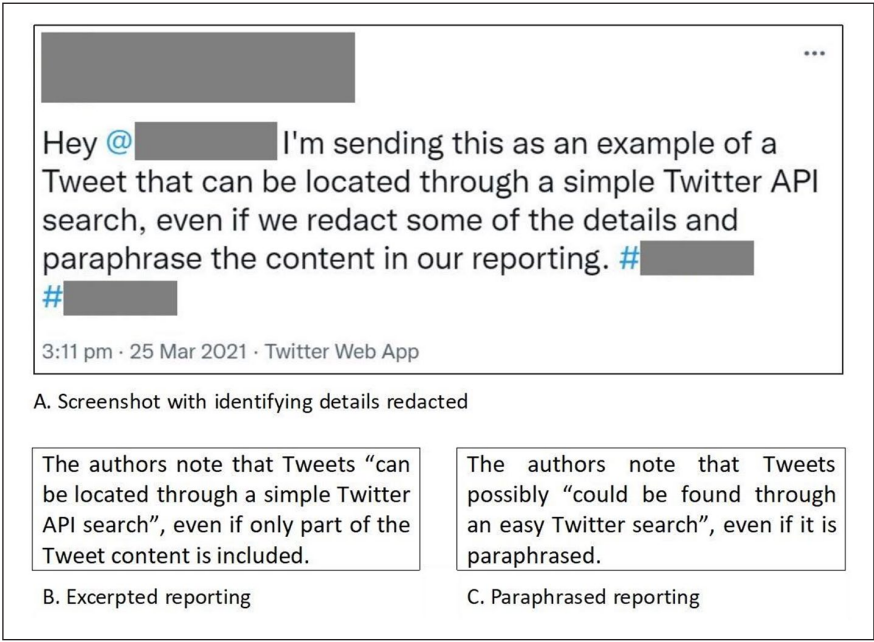 Hey @ I'm sending this as an example of a
Tweet that can be located through a simple Twitter API
search, even if we redact some of the details and
paraphrase the content in our reporting. #
#
3:11 pm · 25 Mar 2021 · Twitter Web App
A. Screenshot with identifying details redacted
The authors note that Tweets “can
be located through a simple Twitter
API search”, even if only part of the
Tweet content is included.
B. Excerpted reporting
The authors note that Tweets
possibly “could be found through
an easy Twitter search”, even if it is
paraphrased.
C. Paraphrased reporting